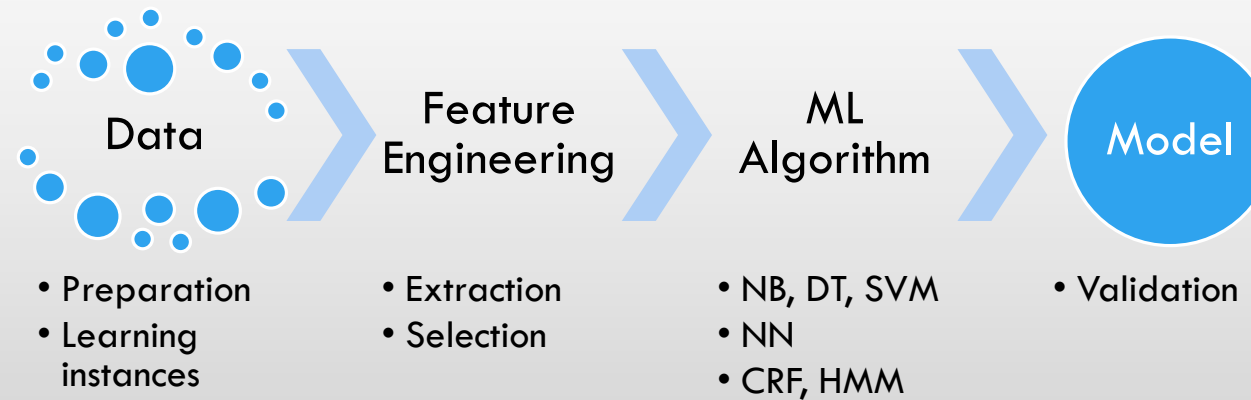 Data
Feature
Engineering
ML
Algorithm
Model
• Preparation
• Learning
instances
• Extraction
• Selection
• NB, DT, SVM
• NN
• CRF, HMM
• Validation